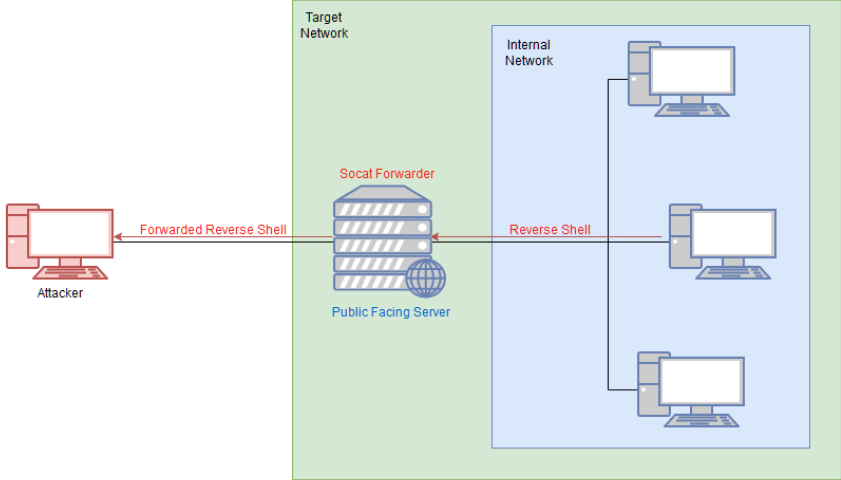 Target
Network
Internal
Network
Socat Forwarder
Forwarded Reverse Shell
Reverse Shell
Attacker
Public Facing Server